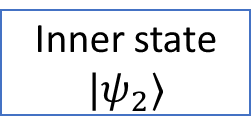 Inner state
|ψ₂⟩